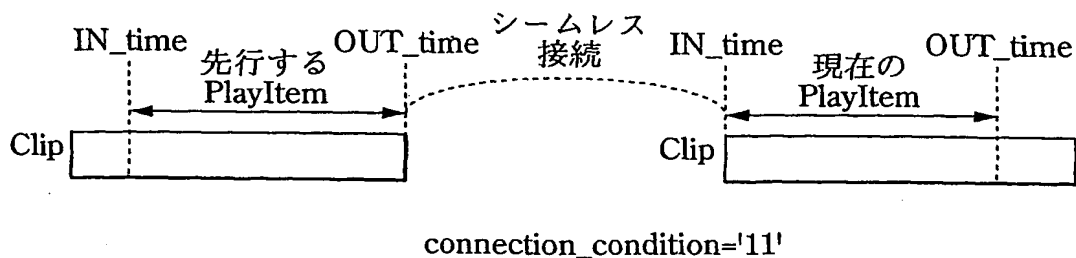 IN_time
先行する
PlayItem
OUT_time
シームレス
接続
IN_time
現在の
PlayItem
OUT_time
Clip
Clip
connection_condition='11'